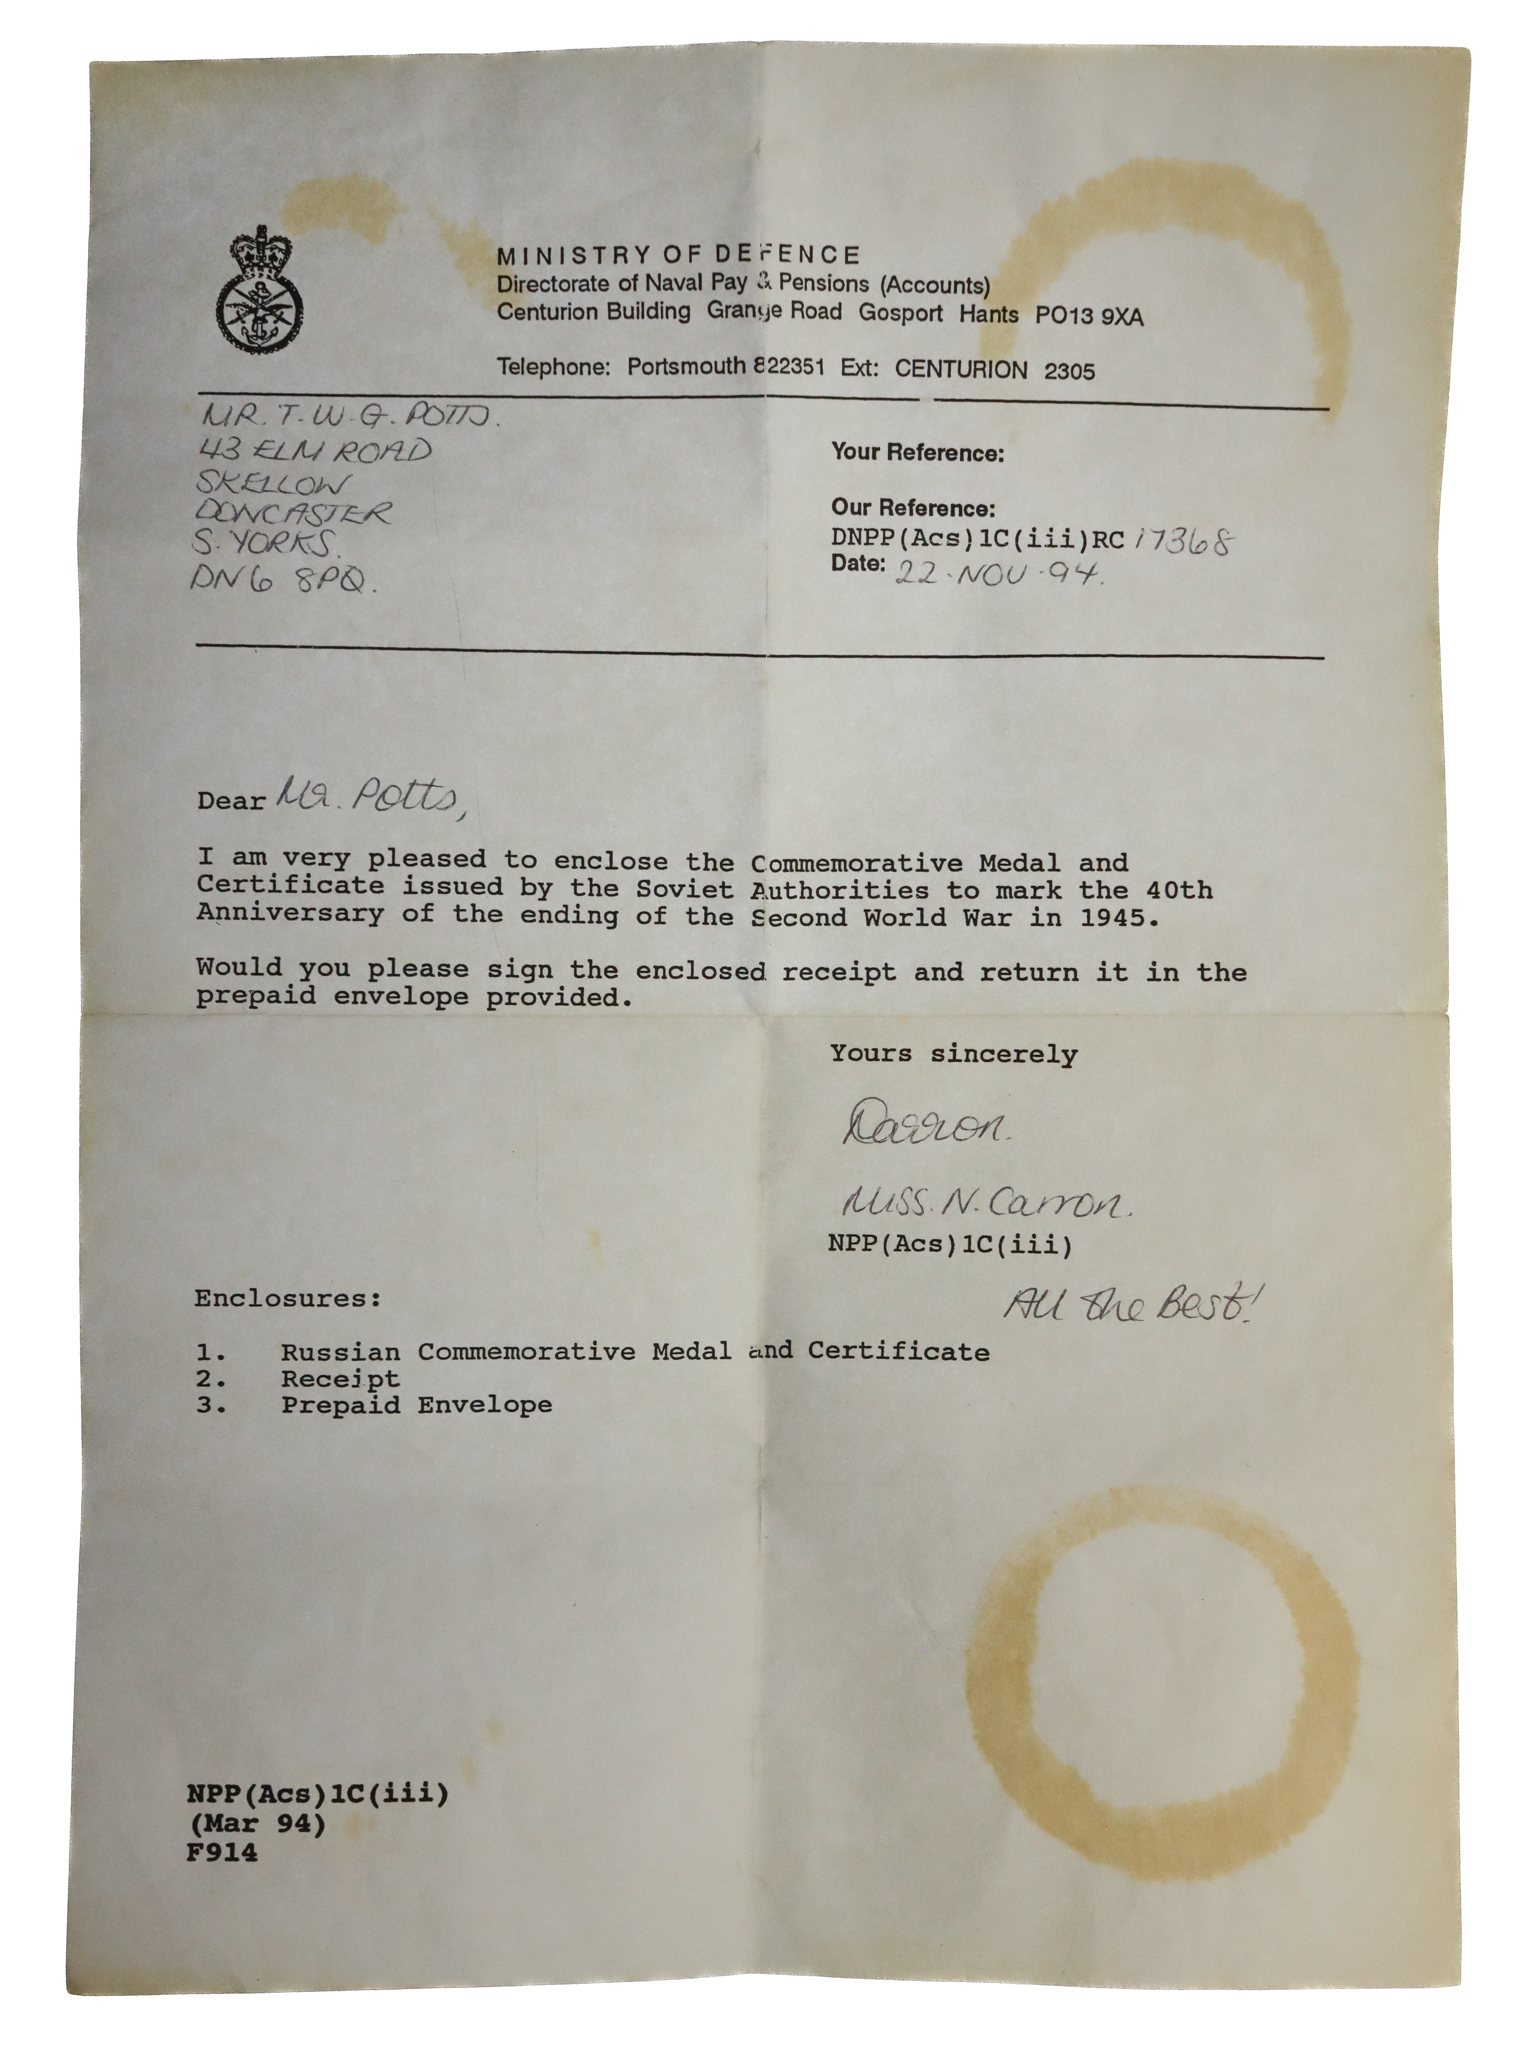 MINISTRY OF DEFENCE
Directorate of Naval Pay & Pensions (Accounts)
Centurion Building Grange Road Gosport Hants PO13 9XA
Telephone: Portsmouth 822351 Ext: CENTURION 2305
MR. T. W. G. POTTS.
43 ELM ROAD
SKELLOW
DONCASTER
S. YORKS.
DN6 8PQ.
Your Reference:
Our Reference:
DNPP(Acs)1C(iii)RC 17368
Date: 22. NOV. 94.
Dear Mr. Potts,
I am very pleased to enclose the Commemorative Medal and
Certificate issued by the Soviet Authorities to mark the 40th
Anniversary of the ending of the Second World War in 1945.
Would you please sign the enclosed receipt and return it in the
prepaid envelope provided.
Yours sincerely
Carron.
MISS. N. Carron.
NPP(Acs)1C(iii)
All the Best!
Enclosures:
1. Russian Commemorative Medal and Certificate
2. Receipt
3. Prepaid Envelope
NPP(Acs)1C(iii)
(Mar 94)
F914